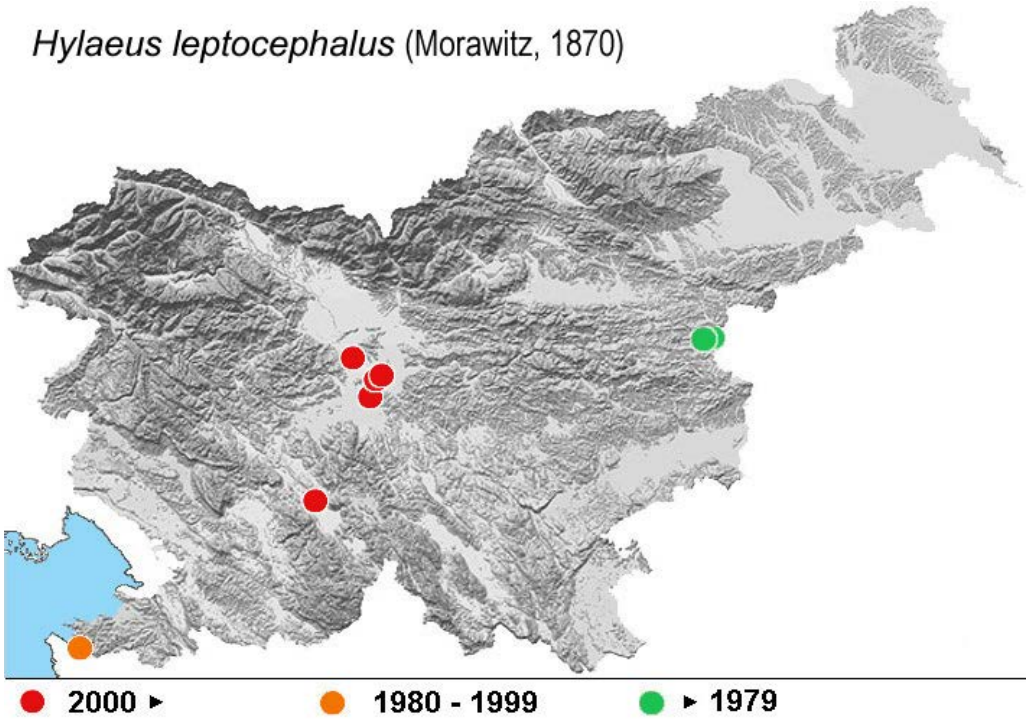 Hylaeus leptocephalus (Morawitz, 1870)
2000 ► 1980 - 1999 ► 1979